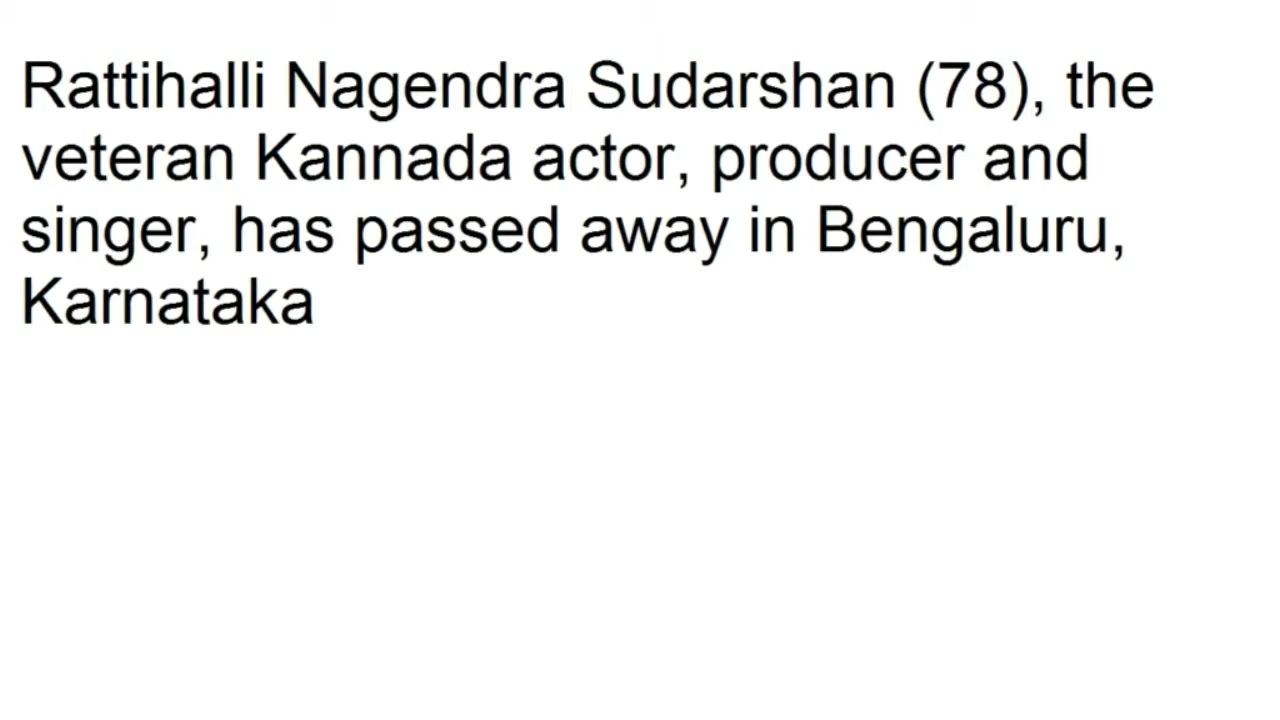 Rattihalli Nagendra Sudarshan (78), the
veteran Kannada actor, producer and
singer, has passed away in Bengaluru,
Karnataka